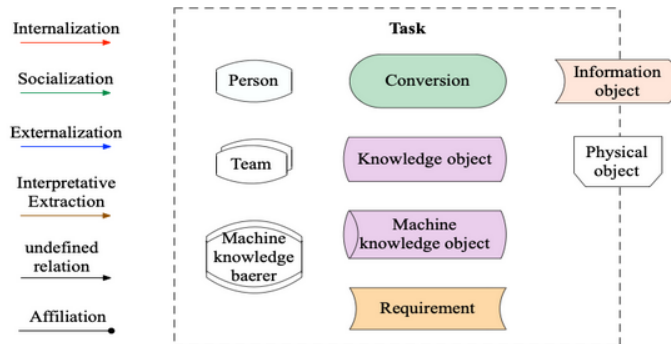 Internalization
Socialization
Externalization
Interpretative
Extraction
undefined
relation
Affiliation
Task
Person
Conversion
Information
object
Team
Knowledge object
Physical
object
Machine
knowledge
baerer
Machine
knowledge object
Requirement